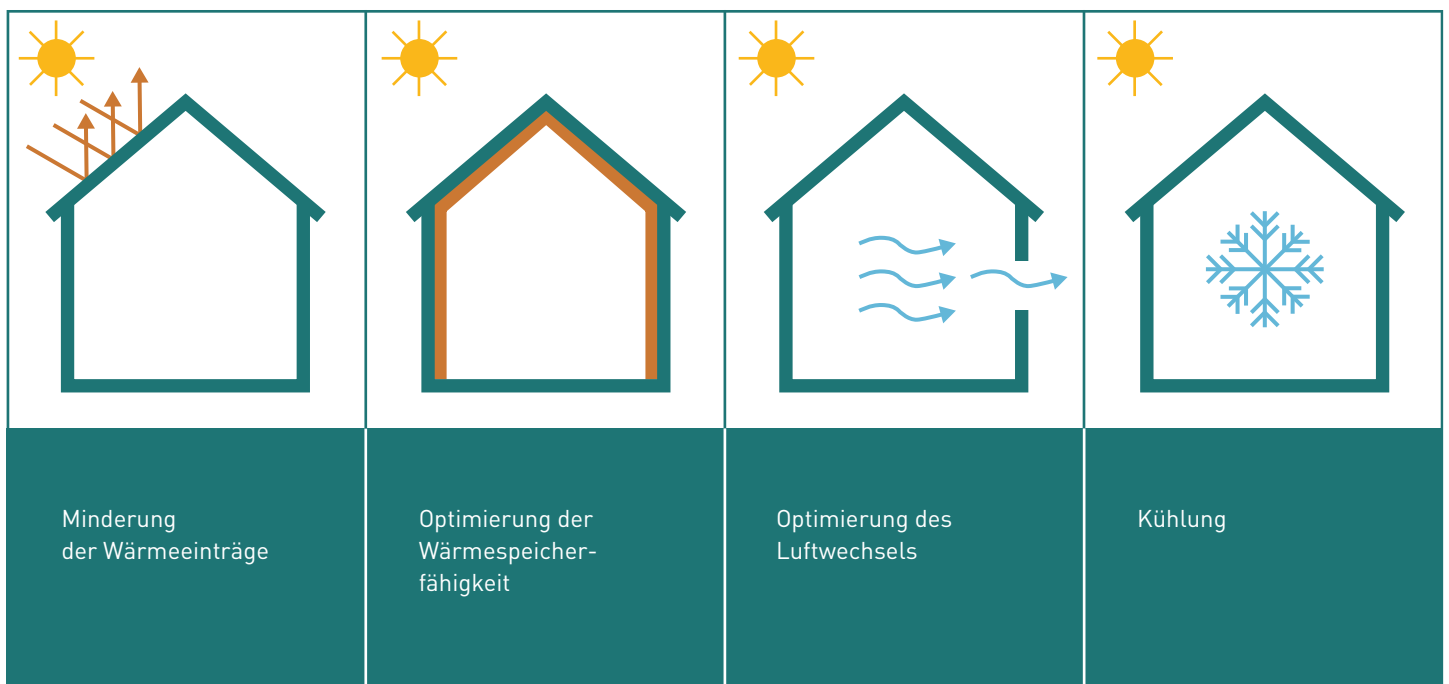 Minderung
der Wärmeeinträge
Optimierung der
Wärmespeicher-
fähigkeit
Optimierung des
Luftwechsels
Kühlung